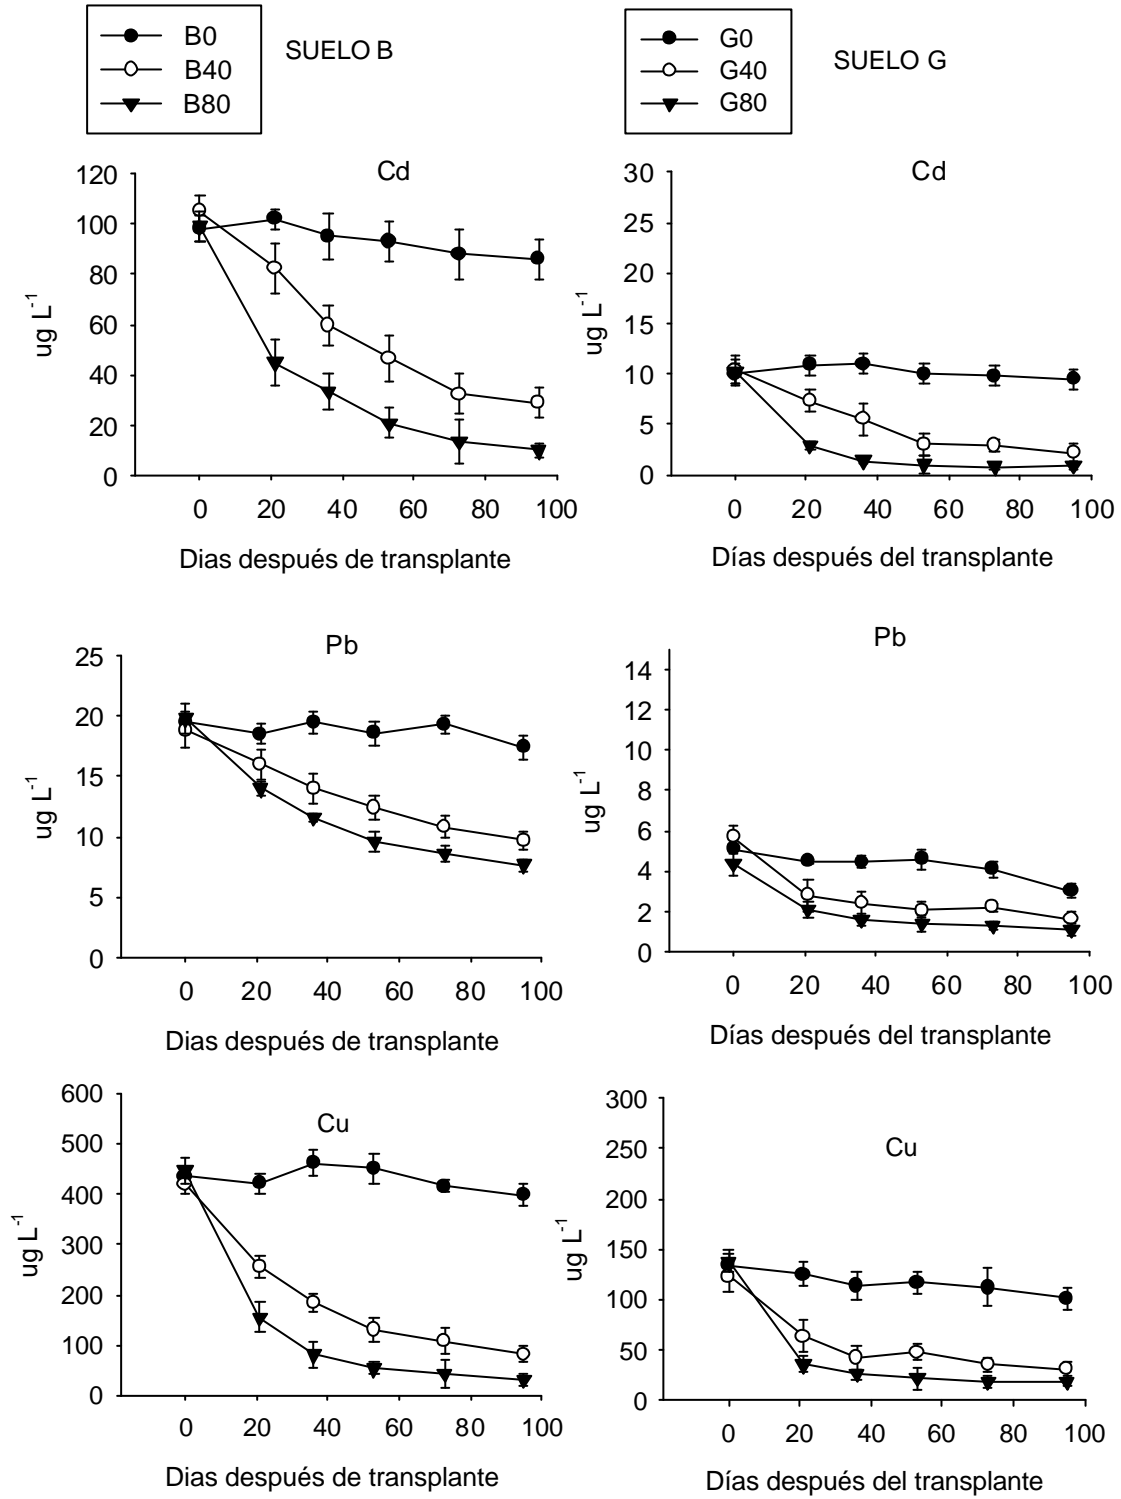 B0
B40
B80
SUELO B
G0
G40
G80
SUELO G
Cd
120
100
80
60
40
20
0
ug L-1
0 20 40 60 80 100
Dias después de transplante
Cd
30
25
20
15
10
5
0
ug L-1
0 20 40 60 80 100
Días después del transplante
Pb
25
20
15
10
5
0
ug L-1
0 20 40 60 80 100
Dias después de transplante
Pb
14
12
10
8
6
4
2
0
ug L-1
0 20 40 60 80 100
Días después del transplante
Cu
600
500
400
300
200
100
0
ug L-1
0 20 40 60 80 100
Dias después de transplante
Cu
300
250
200
150
100
50
0
ug L-1
0 20 40 60 80 100
Días después del transplante